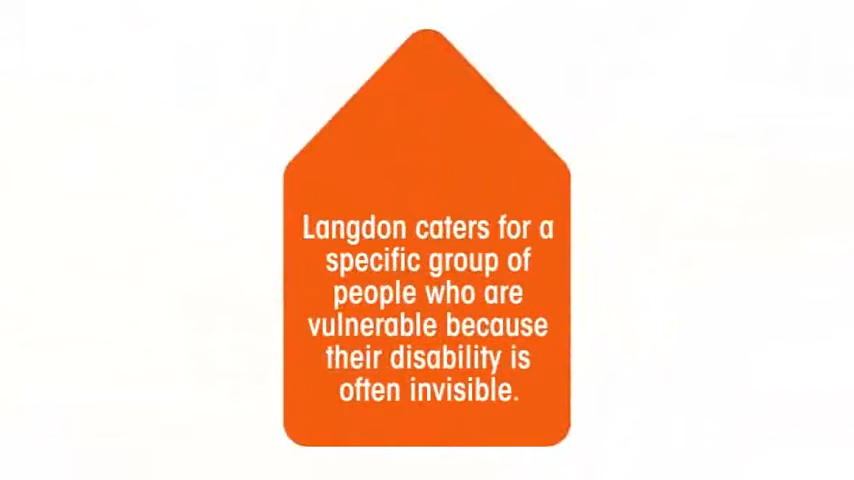 Langdon caters for a
specific group of
people who are
vulnerable because
their disability is
often invisible.